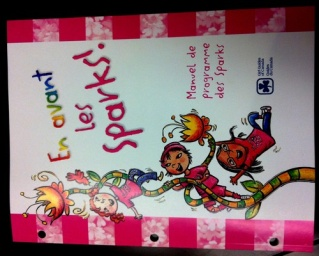 En avant
Les
Sparks!
Manuel de
programme
des Sparks